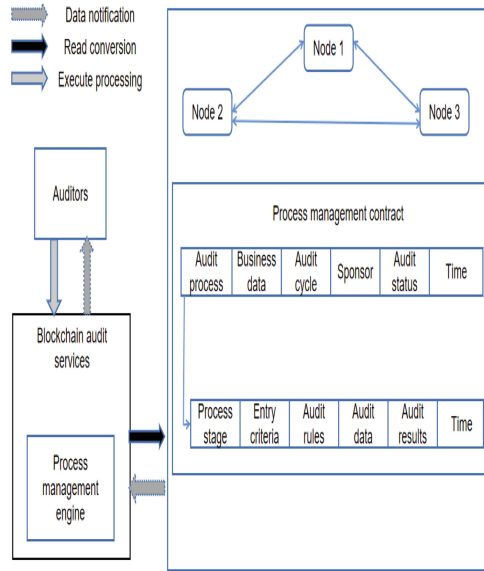 Data notification
Read conversion
Execute processing
Node 1
Node 2
Node 3
Auditors
Process management contract
Audit process
Business data
Audit cycle
Sponsor
Audit status
Time
Blockchain audit
services
Process
management
engine
Process stage
Entry criteria
Audit rules
Audit data
Audit results
Time